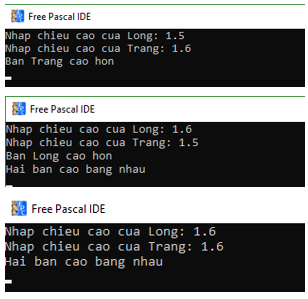 Free Pascal IDE
Nhap chieu cao cua Long: 1.5
Nhap chieu cao cua Trang: 1.6
Ban Trang cao hon
Free Pascal IDE
Nhap chieu cao cua Long: 1.6
Nhap chieu cao cua Trang: 1.5
Ban Long cao hon
Hai ban cao bang nhau
Free Pascal IDE
Nhap chieu cao cua Long: 1.6
Nhap chieu cao cua Trang: 1.6
Hai ban cao bang nhau